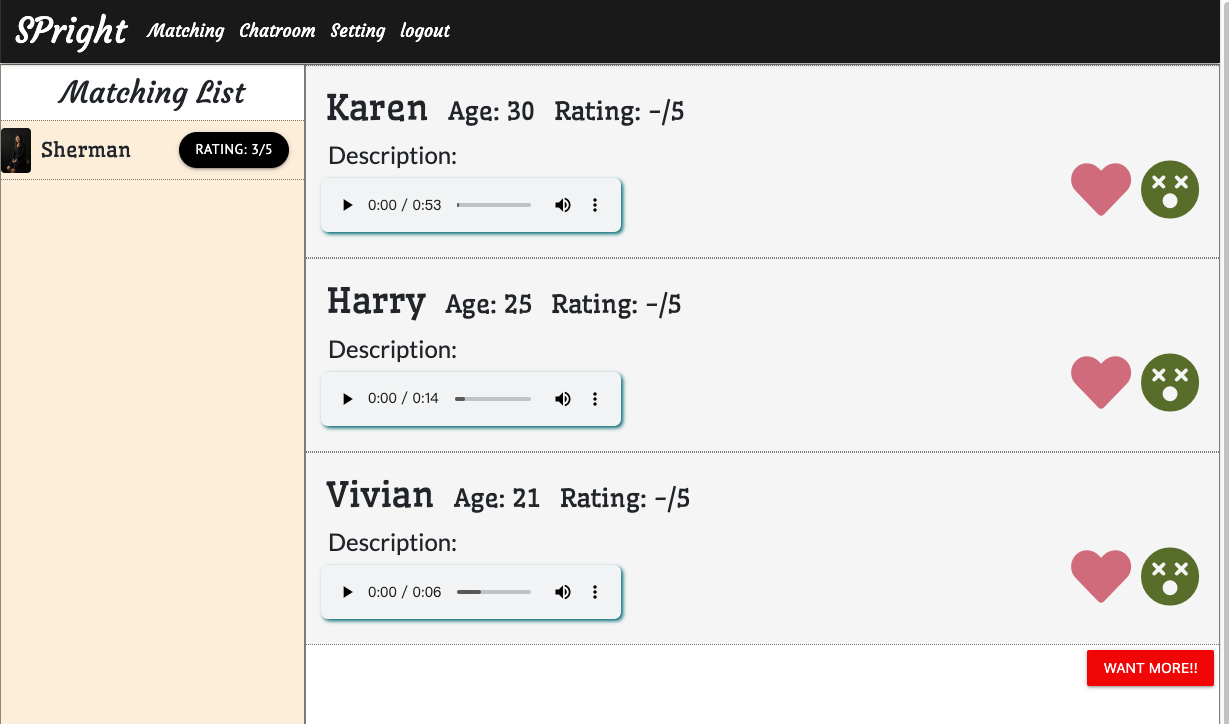 SPright Matching Chatroom Setting logout
Matching List
Sherman RATING: 3/5
Karen Age: 30 Rating: -/5
Description:
0:00 / 0:53
Harry Age: 25 Rating: -/5
Description:
0:00 / 0:14
Vivian Age: 21 Rating: -/5
Description:
0:00 / 0:06
WANT MORE!!